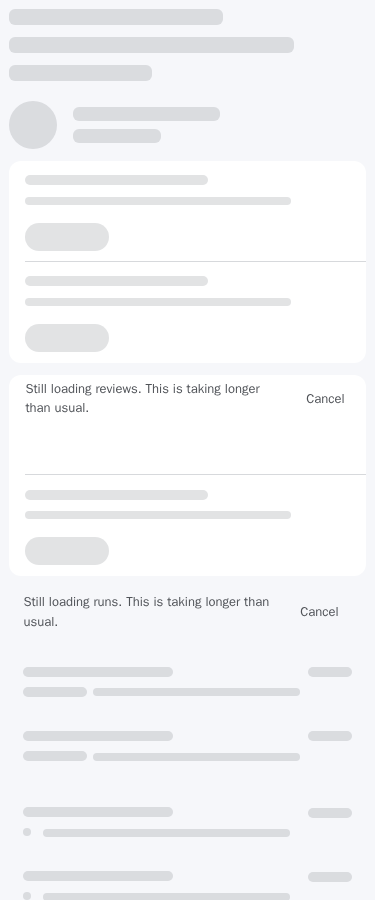 Still loading reviews. This is taking longer
than usual.
Cancel
Still loading runs. This is taking longer than
usual.
Cancel